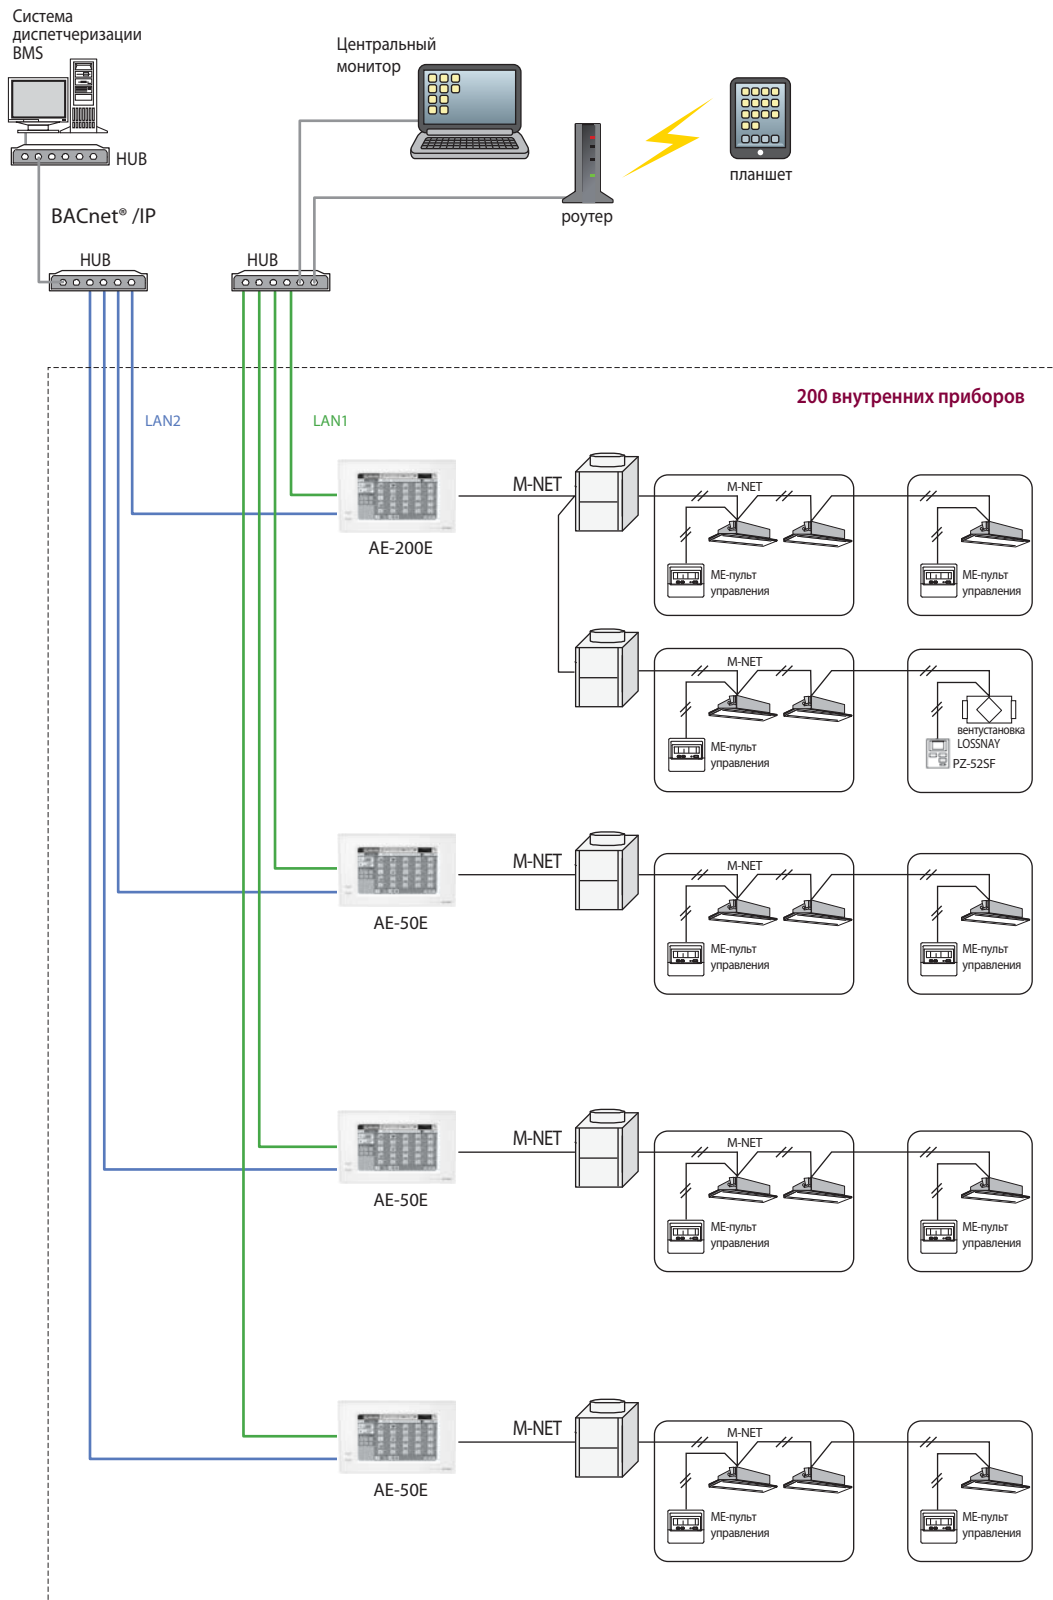 Система
диспетчеризации
BMS
Центральный
монитор
HUB
планшет
BACnet® /IP
роутер
HUB
HUB
200 внутренних приборов
LAN2
LAN1
M-NET
M-NET
AE-200E
ME-пульт
управления
ME-пульт
управления
M-NET
ME-пульт
управления
вентустановка
LOSSNAY
PZ-52SF
M-NET
M-NET
AE-50E
ME-пульт
управления
ME-пульт
управления
M-NET
M-NET
AE-50E
ME-пульт
управления
ME-пульт
управления
M-NET
M-NET
AE-50E
ME-пульт
управления
ME-пульт
управления